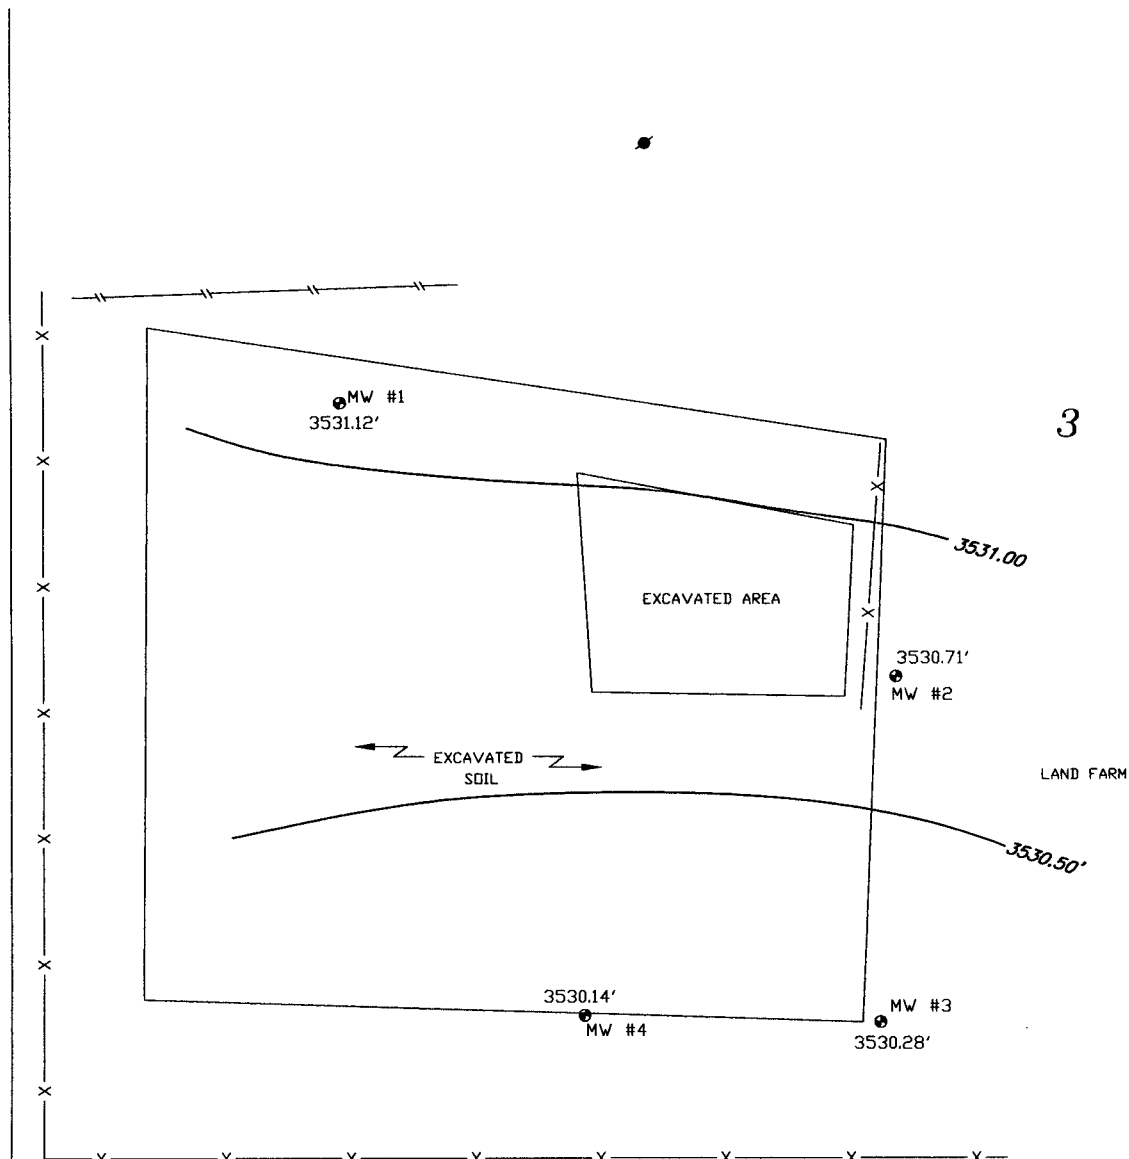 MW #1
3531.12'
3
3531.00
EXCAVATED AREA
3530.71'
MW #2
EXCAVATED
SOIL
LAND FARM
3530.50'
3530.14'
MW #4
MW #3
3530.28'